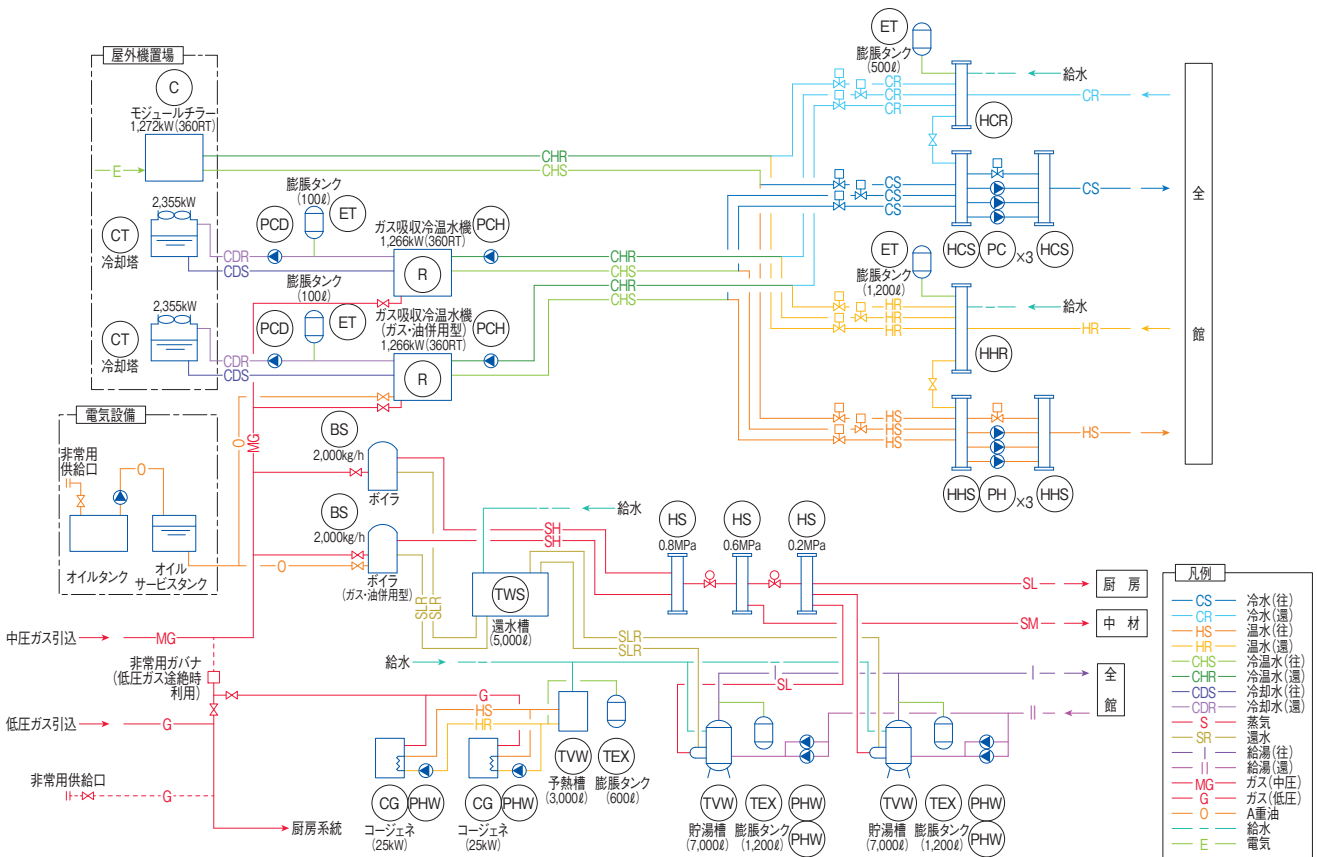 屋外機置場
C
モジュールチラー
1,272kW(360RT)
E
2,355kW
CT
冷却塔
CDR
CDS
PCD
膨張タンク
(100ℓ)
ET
ガス吸収冷温水機
1,266kW(360RT)
R
PCH
2,355kW
CT
冷却塔
CDR
CDS
PCD
膨張タンク
(100ℓ)
ET
ガス吸収冷温水機
(ガス・油併用型)
1,266kW(360RT)
R
PCH
CHR
CHS
CHR
CHS
CHR
CHS
ET
膨張タンク
(500ℓ)
給水
CR
CR
CR
CR
HCR
CS
CS
CS
CS
HCS
PC
×3
HCS
ET
膨張タンク
(1,200ℓ)
給水
HR
HR
HR
HR
HHR
HS
HS
HS
HS
HHS
PH
×3
HHS
全
館
電気設備
非常用
供給口
O
オイルタンク
オイル
サービスタンク
O
O
MG
BS
2,000kg/h
ボイラ
BS
2,000kg/h
ボイラ
(ガス・油併用型)
SH
SH
SLR
SLR
給水
TWS
還水槽
(5,000ℓ)
HS
0.8MPa
HS
0.6MPa
HS
0.2MPa
SL
厨房
SM
中材
SLR
SLR
SL
中圧ガス引込
MG
非常用ガバナ
(低圧ガス途絶時
利用)
低圧ガス引込
G
非常用供給口
G
厨房系統
給水
G
HS
HR
CG
PHW
コージェネ
(25kW)
CG
PHW
コージェネ
(25kW)
TVW
予熱槽
(3,000ℓ)
TEX
膨張タンク
(600ℓ)
TVW
貯湯槽
(7,000ℓ)
TEX
膨張タンク
(1,200ℓ)
PHW
PHW
TVW
貯湯槽
(7,000ℓ)
TEX
膨張タンク
(1,200ℓ)
PHW
PHW
I
I
II
全
館
凡例
CS 冷水(往)
CR 冷水(還)
HS 温水(往)
HR 温水(還)
CHS 冷温水(往)
CHR 冷温水(還)
CDS 冷却水(往)
CDR 冷却水(還)
S 蒸気
SR 還水
I 給湯(往)
II 給湯(還)
MG ガス(中圧)
G ガス(低圧)
O A重油
給水
E 電気